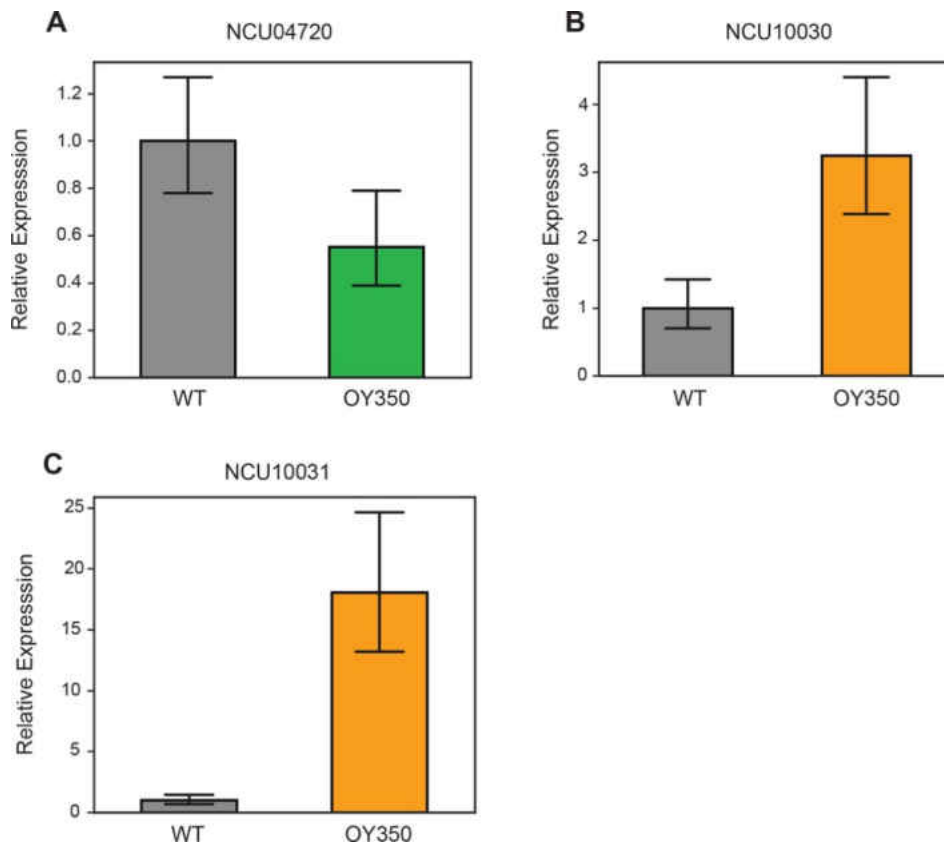 A
NCU04720
Relative Expresssion
1.2
1.0
0.8
0.6
0.4
0.2
0.0
WT
OY350
B
NCU10030
Relative Expresssion
4
3
2
1
0
WT
OY350
C
NCU10031
Relative Expresssion
25
20
15
10
5
0
WT
OY350